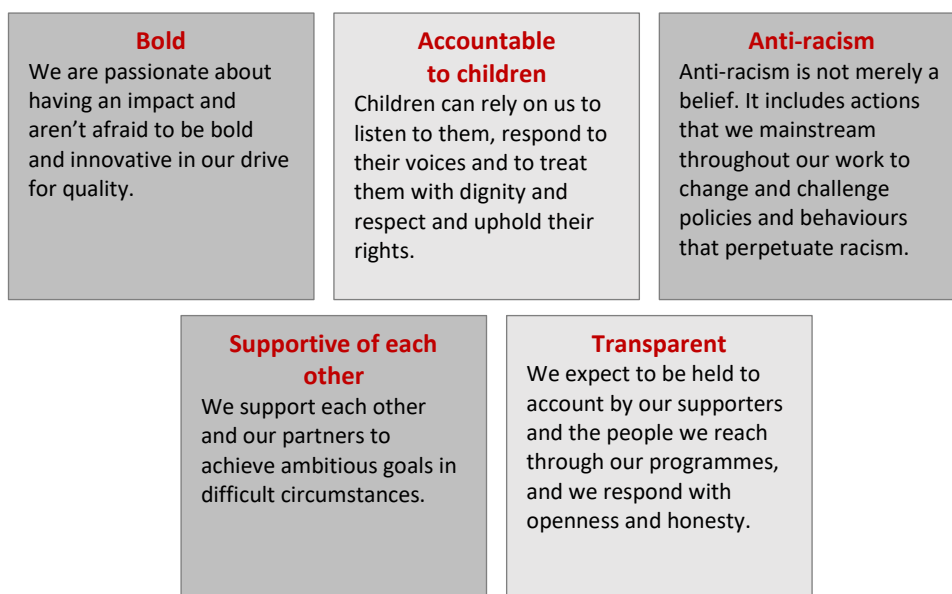 Bold
We are passionate about
having an impact and
aren’t afraid to be bold
and innovative in our drive
for quality.
Accountable
to children
Children can rely on us to
listen to them, respond to
their voices and to treat
them with dignity and
respect and uphold their
rights.
Anti-racism
Anti-racism is not merely a
belief. It includes actions
that we mainstream
throughout our work to
change and challenge
policies and behaviours
that perpetuate racism.
Supportive of each
other
We support each other
and our partners to
achieve ambitious goals in
difficult circumstances.
Transparent
We expect to be held to
account by our supporters
and the people we reach
through our programmes,
and we respond with
openness and honesty.